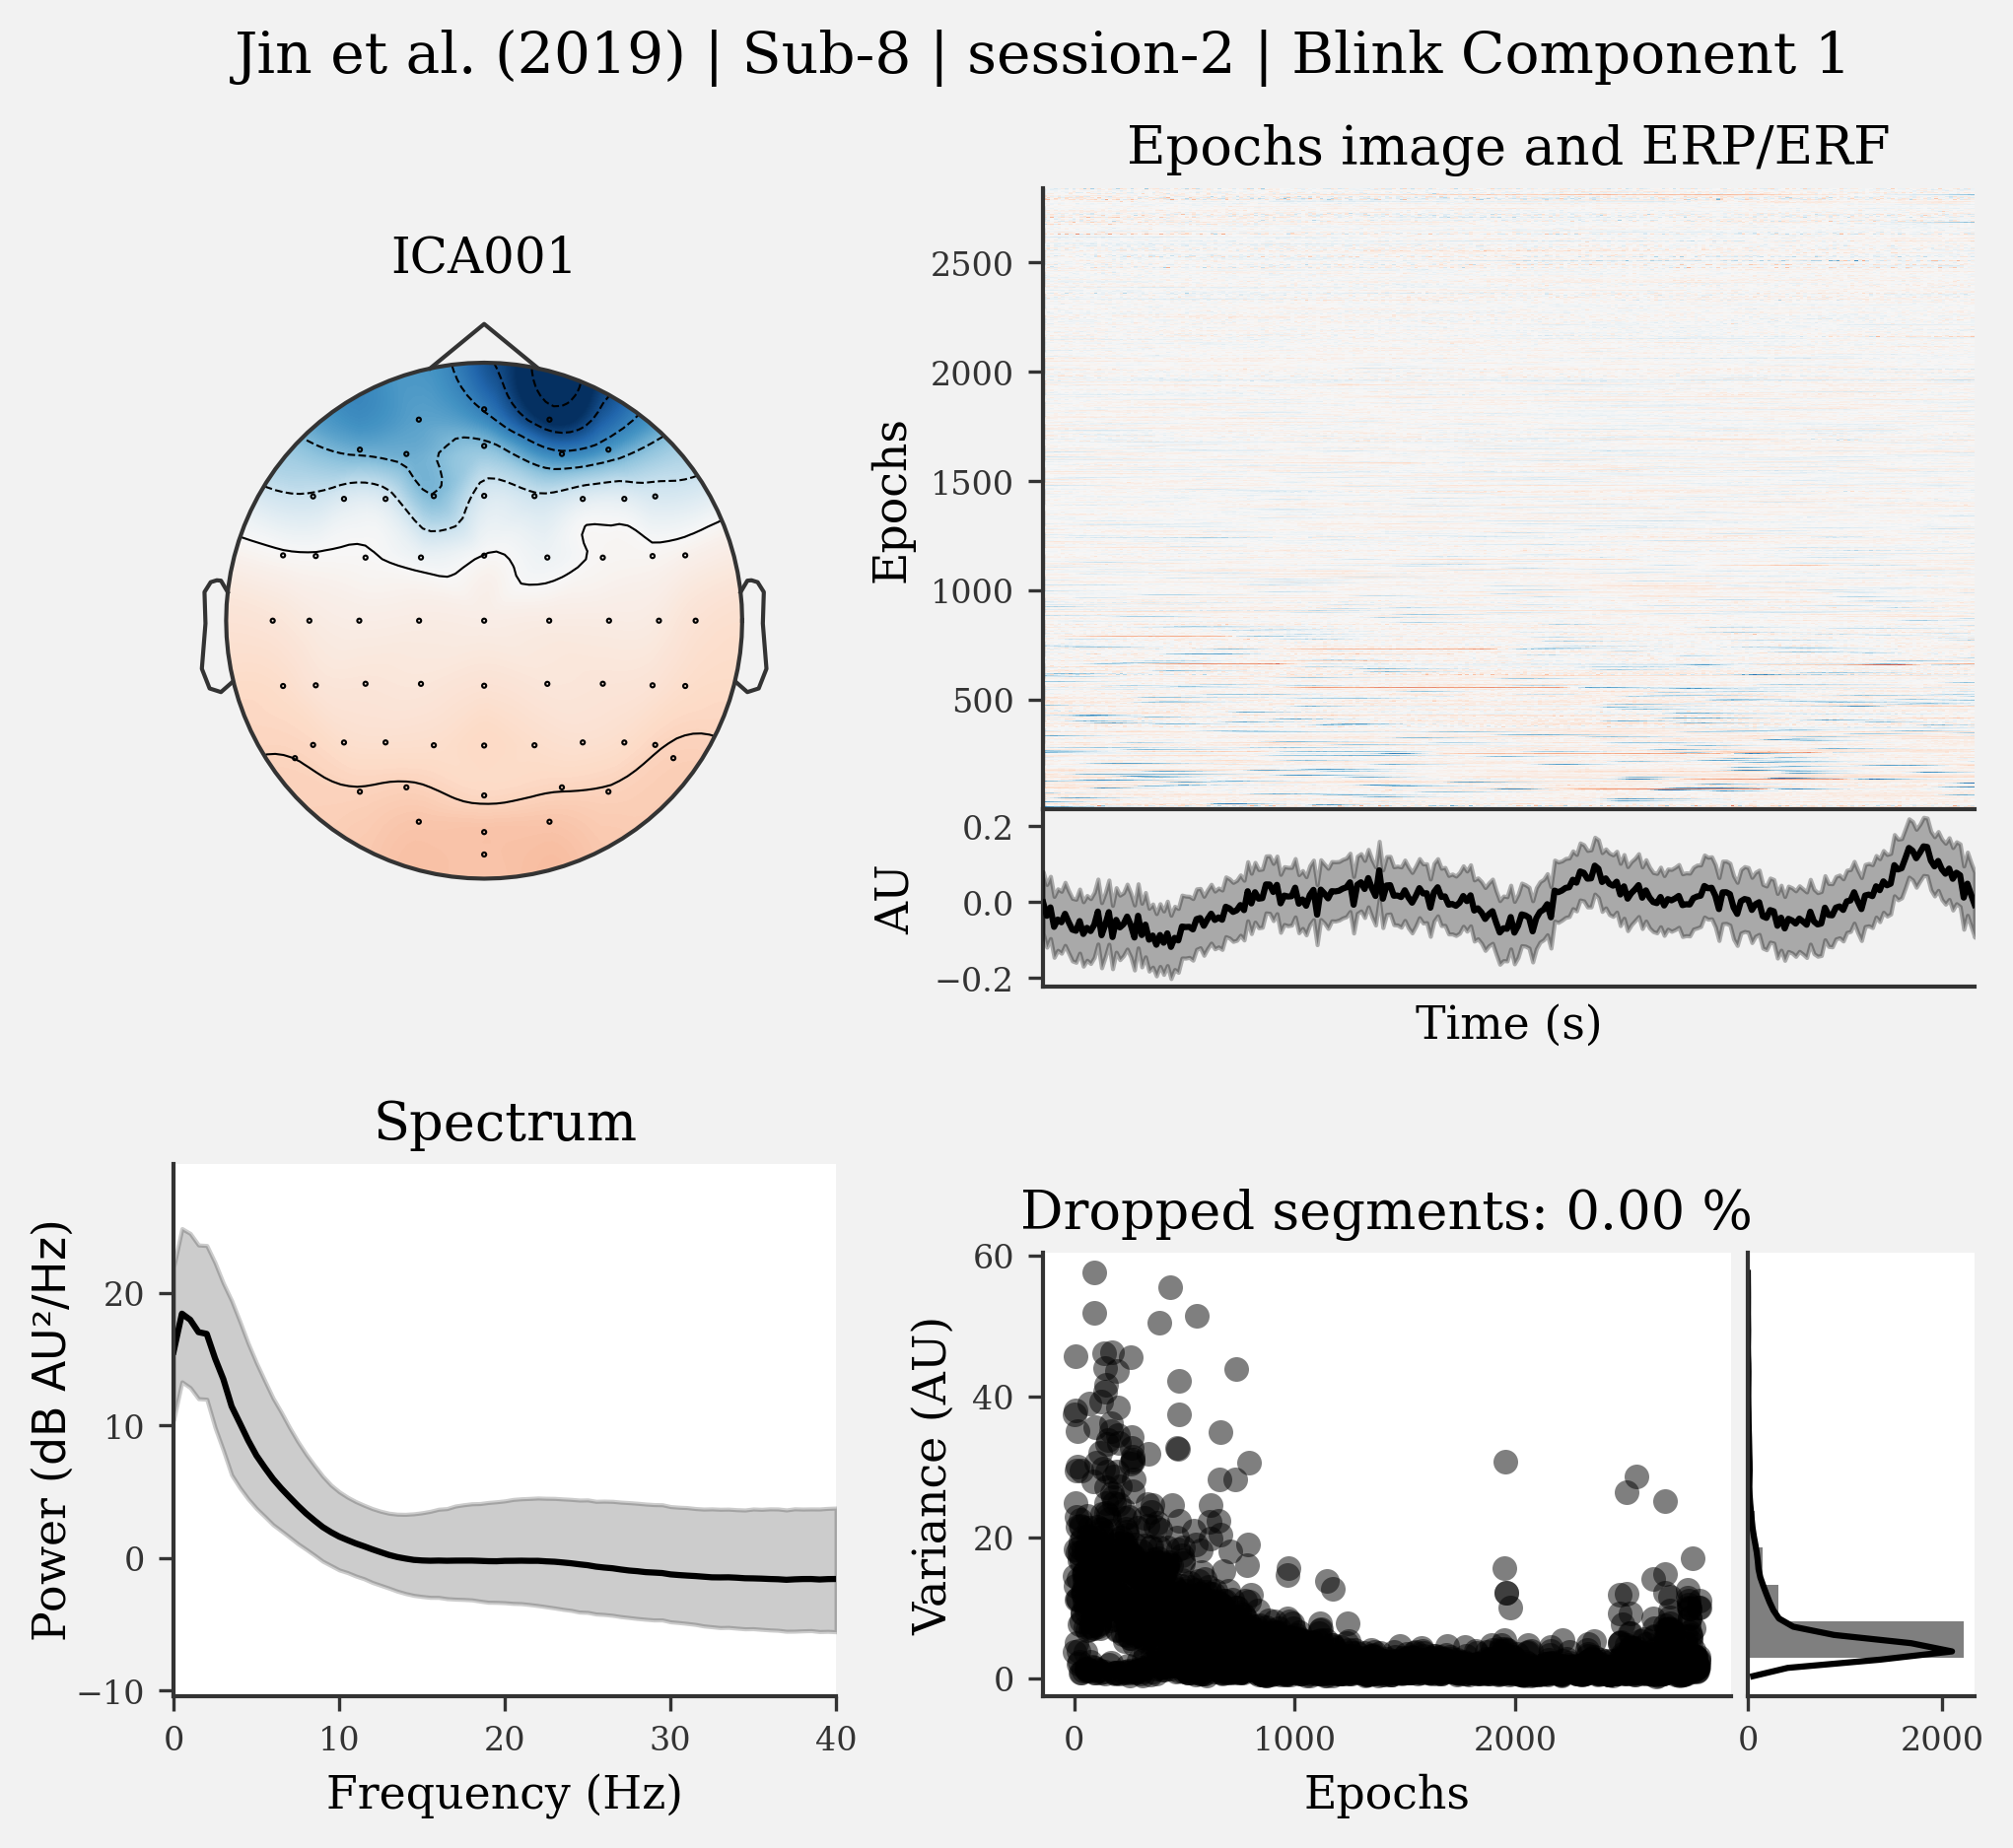 Jin et al. (2019) | Sub-8 | session-2 | Blink Component 1
ICA001
Epochs image and ERP/ERF
Epochs
2500
2000
1500
1000
500
AU
0.2
0.0
−0.2
Time (s)
Spectrum
Power (dB AU²/Hz)
20
10
0
−10
0 10 20 30 40
Frequency (Hz)
Dropped segments: 0.00 %
Variance (AU)
60
40
20
0
0 1000 2000
Epochs
0 2000